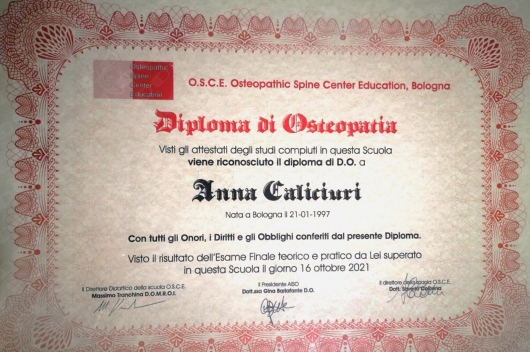 Osteopathic
Spine
Center
Education
O.S.C.E. Osteopathic Spine Center Education, Bologna
Diploma di Osteopatia
Visti gli attestati degli studi compiuti in questa Scuola
viene riconosciuto il diploma di D.O. a
Anna Caliciuri
Nata a Bologna il 21-01-1997
Con tutti gli Onori, i Diritti e gli Obblighi conferiti dal presente Diploma.
Visto il risultato dell'Esame Finale teorico e pratico da Lei superato
in questa Scuola il giorno 16 ottobre 2021
Il Direttore Didattico della scuola O.S.C.E.
Massimo Tranchina D.O.M.R.O.I.
Il Presidente AISO
Dott.ssa Gina Barlafante D.O.
Il direttore della scuola O.S.C.E.
Dott.